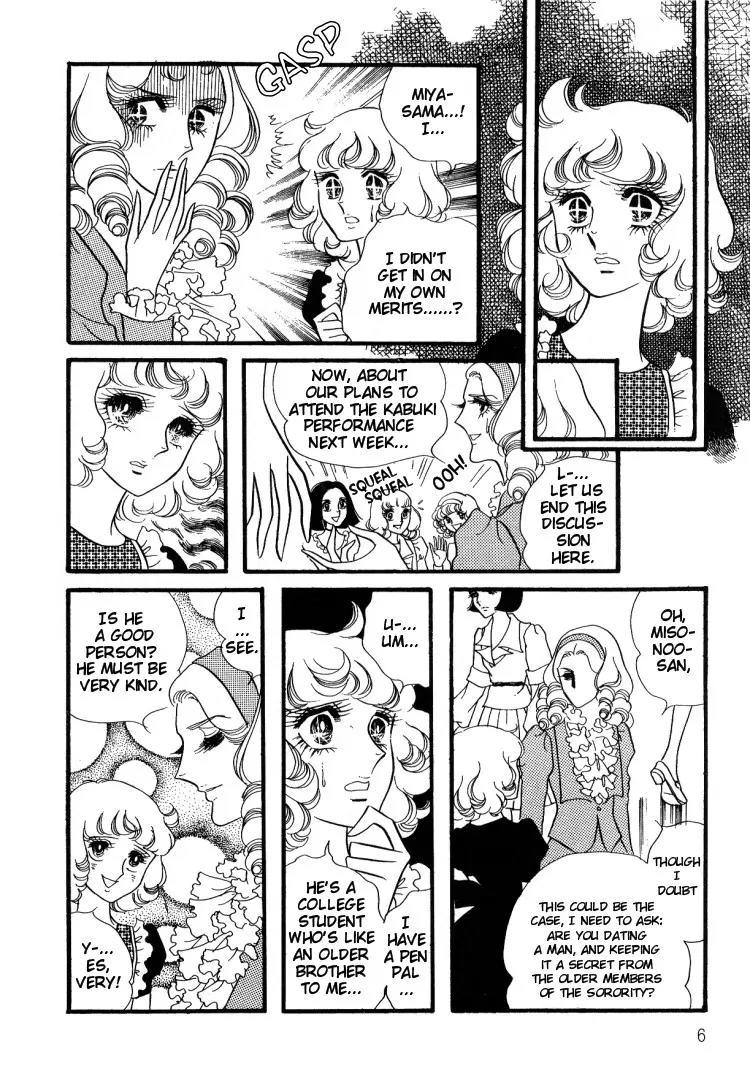 MIYA-
SAMA...!
I...
I DIDN'T
GET IN ON
MY OWN
MERITS......?
GASP
L-...
LET US
END THIS
DISCUS-
SION
HERE.
NOW, ABOUT
OUR PLANS TO
ATTEND THE KABUKI
PERFORMANCE
NEXT WEEK...
OOH!
SQUEAL
SQUEAL
OH,
MISO-
NOO-
SAN,
THOUGH
I
DOUBT
THIS COULD BE THE
CASE, I NEED TO ASK:
ARE YOU DATING
A MAN, AND KEEPING
IT A SECRET FROM
THE OLDER MEMBERS
OF THE SORORITY?
U-...
UM...
I
HAVE
A PEN
PAL
...
HE'S A
COLLEGE
STUDENT
WHO'S LIKE
AN OLDER
BROTHER
TO ME...
I
...
SEE.
IS HE
A GOOD
PERSON?
HE MUST BE
VERY KIND.
Y-...
ES,
VERY!
6